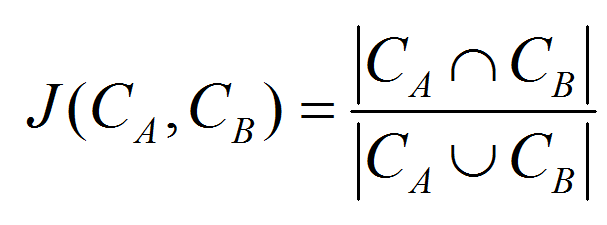 J(C_A, C_B) = |C_A ∩ C_B| / |C_A ∪ C_B|